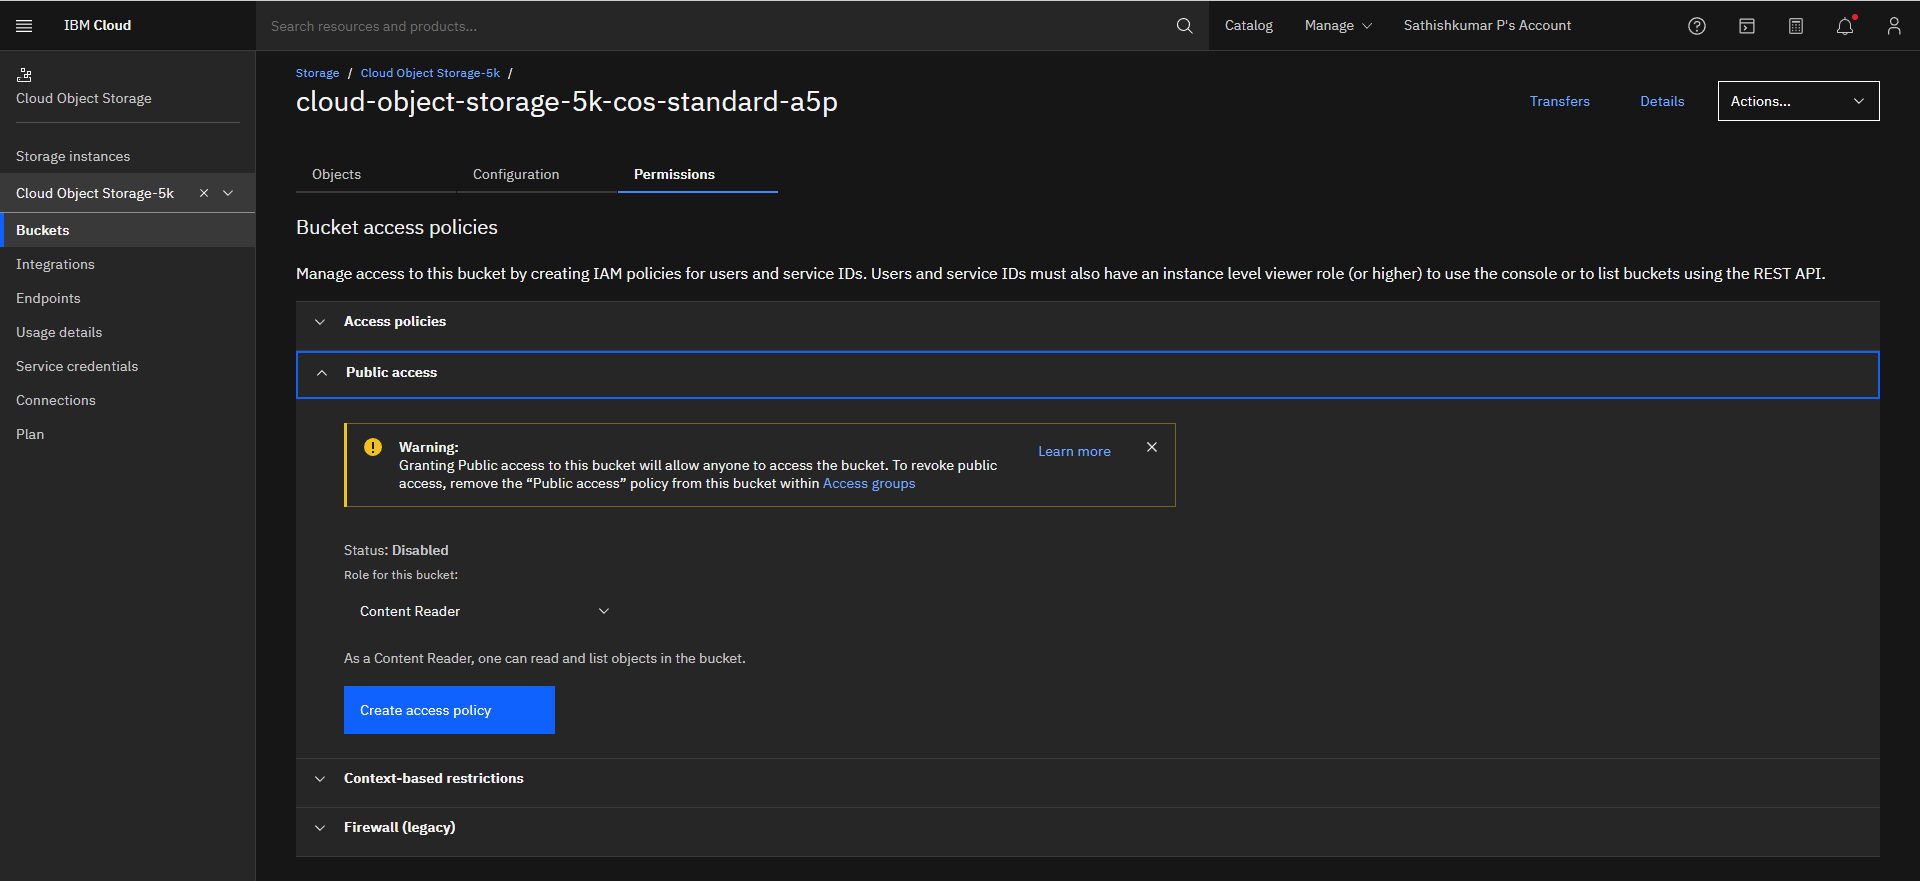 IBM Cloud
Search resources and products...
Catalog
Manage
Sathishkumar P's Account
Cloud Object Storage
Storage instances
Cloud Object Storage-5k
Buckets
Integrations
Endpoints
Usage details
Service credentials
Connections
Plan
Storage / Cloud Object Storage-5k /
cloud-object-storage-5k-cos-standard-a5p
Transfers
Details
Actions...
Objects
Configuration
Permissions
Bucket access policies
Manage access to this bucket by creating IAM policies for users and service IDs. Users and service IDs must also have an instance level viewer role (or higher) to use the console or to list buckets using the REST API.
Access policies
Public access
Warning:
Granting Public access to this bucket will allow anyone to access the bucket. To revoke public
access, remove the “Public access” policy from this bucket within Access groups
Learn more
Status: Disabled
Role for this bucket:
Content Reader
As a Content Reader, one can read and list objects in the bucket.
Create access policy
Context-based restrictions
Firewall (legacy)